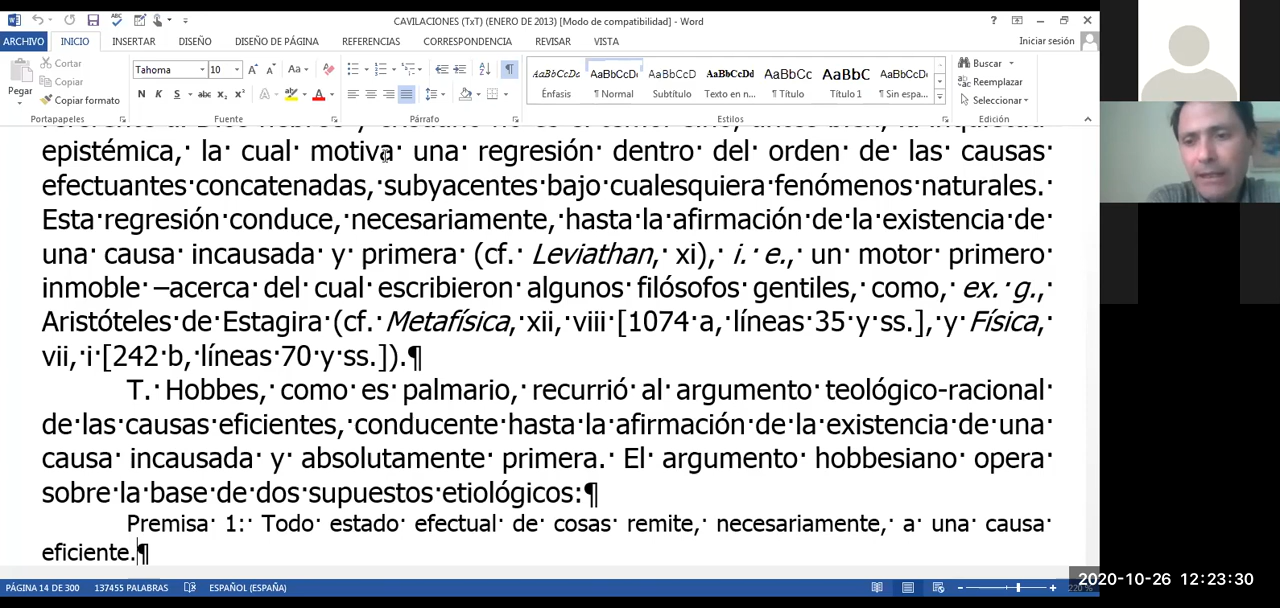 CAVILACIONES (TxT) (ENERO DE 2013) [Modo de compatibilidad] - Word
ARCHIVO INICIO INSERTAR DISEÑO DISEÑO DE PÁGINA REFERENCIAS CORRESPONDENCIA REVISAR VISTA Iniciar sesión
Pegar
Cortar
Copiar
Copiar formato
Portapapeles
Tahoma 10
Fuente
Párrafo
AaBbCcDc AaBbCcDc AaBbCcD AaBbCcDd AaBbCc AaBbC AaBbCcDd
Énfasis ¶ Normal Subtítulo Texto en n... ¶ Título Título 1 ¶ Sin espa...
Estilos
Buscar
Reemplazar
Seleccionar
Edición
epistémica, la cual motiva una regresión dentro del orden de las causas
efectuantes concatenadas, subyacentes bajo cualesquiera fenómenos naturales.
Esta regresión conduce, necesariamente, hasta la afirmación de la existencia de
una causa incausada y primera (cf. Leviathan, xi), i. e., un motor primero
inmoble –acerca del cual escribieron algunos filósofos gentiles, como, ex. g.,
Aristóteles de Estagira (cf. Metafísica, xii, viii [1074 a, líneas 35 y ss.], y Física,
vii, i [242 b, líneas 70 y ss.]).¶
T. Hobbes, como es palmario, recurrió al argumento teológico-racional
de las causas eficientes, conducente hasta la afirmación de la existencia de una
causa incausada y absolutamente primera. El argumento hobbesiano opera
sobre la base de dos supuestos etiológicos:¶
Premisa 1: Todo estado efectual de cosas remite, necesariamente, a una causa
eficiente.¶
PÁGINA 14 DE 300 137455 PALABRAS ESPAÑOL (ESPAÑA) 220 %
2020-10-26 12:23:30